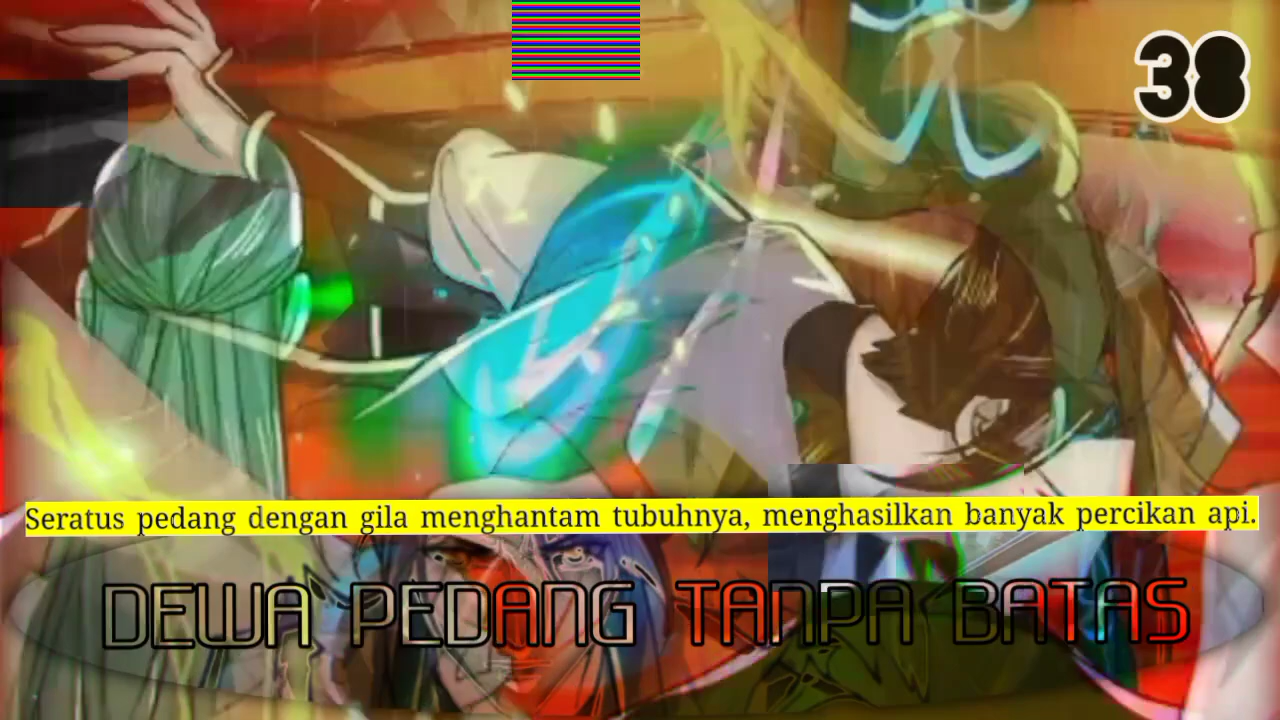 38
Seratus pedang dengan gila menghantam tubuhnya, menghasilkan banyak percikan api.
DEWA PEDANG TANPA BATAS